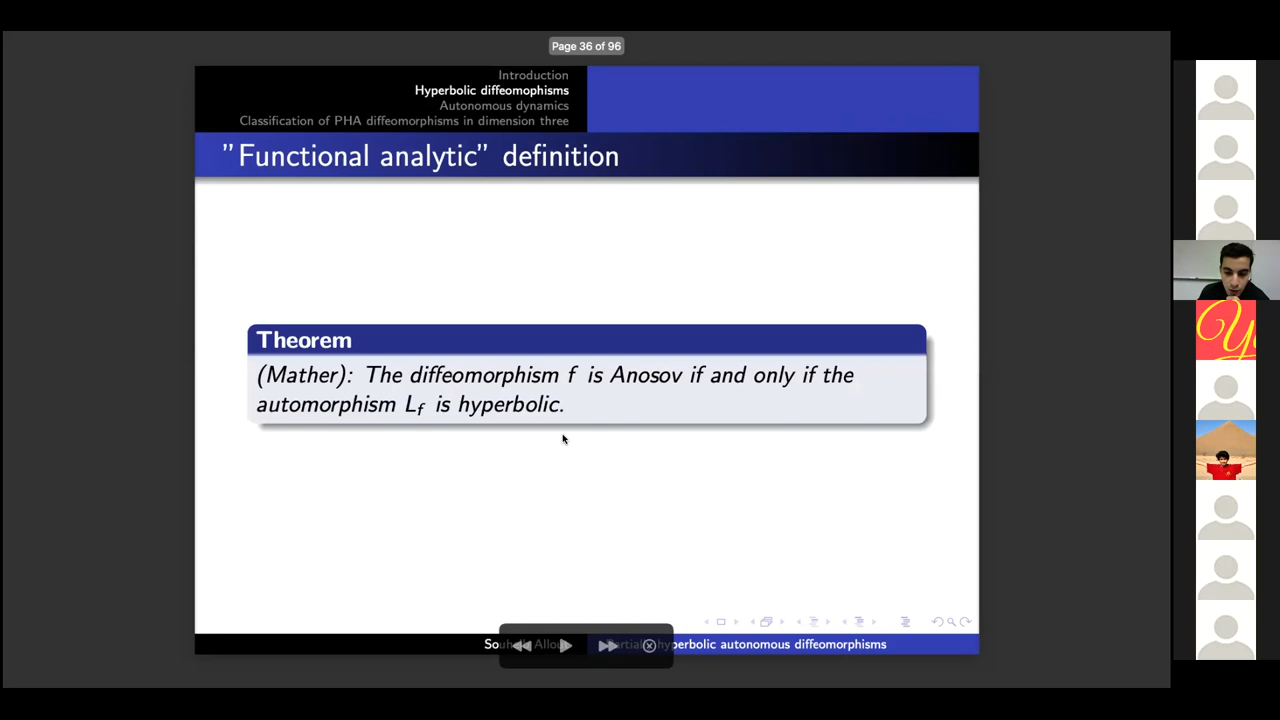 Page 36 of 96
Introduction
Hyperbolic diffeomophisms
Autonomous dynamics
Classification of PHA diffeomorphisms in dimension three
"Functional analytic" definition
Theorem
(Mather): The diffeomorphism f is Anosov if and only if the
automorphism L_f is hyperbolic.
hyperbolic autonomous diffeomorphisms